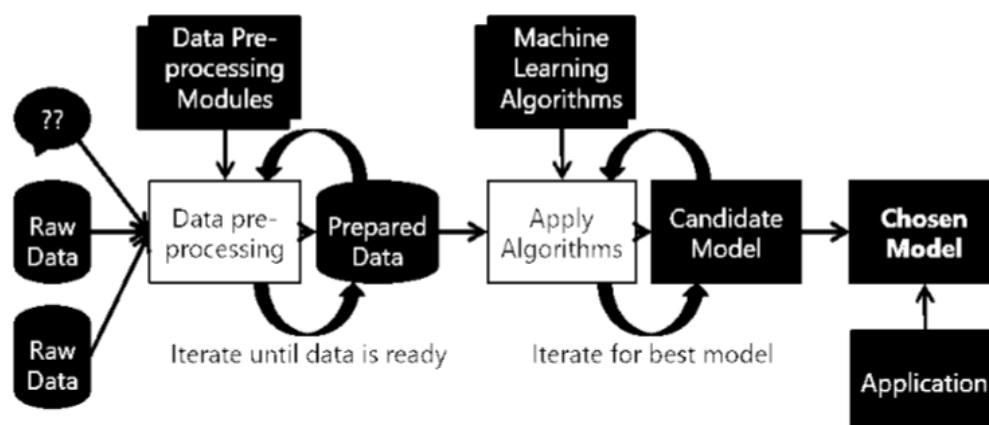 Data Pre-
processing
Modules
Machine
Learning
Algorithms
??
Raw
Data
Data pre-
processing
Prepared
Data
Apply
Algorithms
Candidate
Model
Chosen
Model
Raw
Data
Iterate until data is ready
Iterate for best model
Application